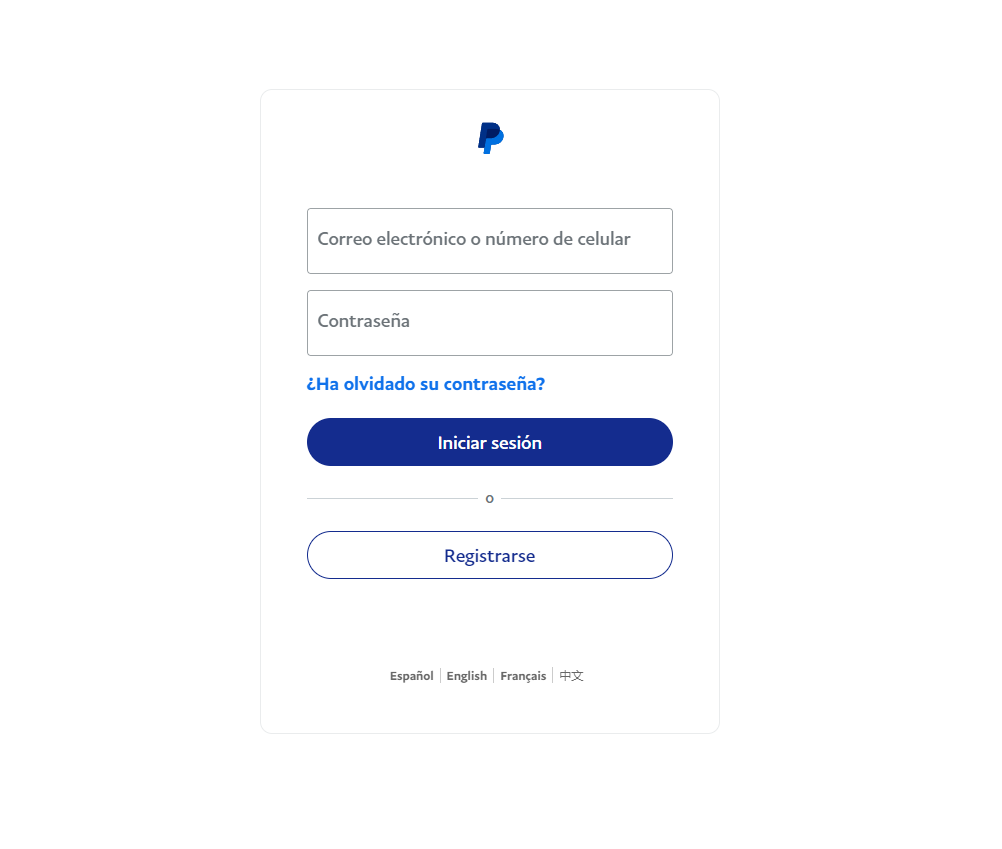 Correo electrónico o número de celular
Contraseña
¿Ha olvidado su contraseña?
Iniciar sesión
o
Registrarse
Español English Français 中文